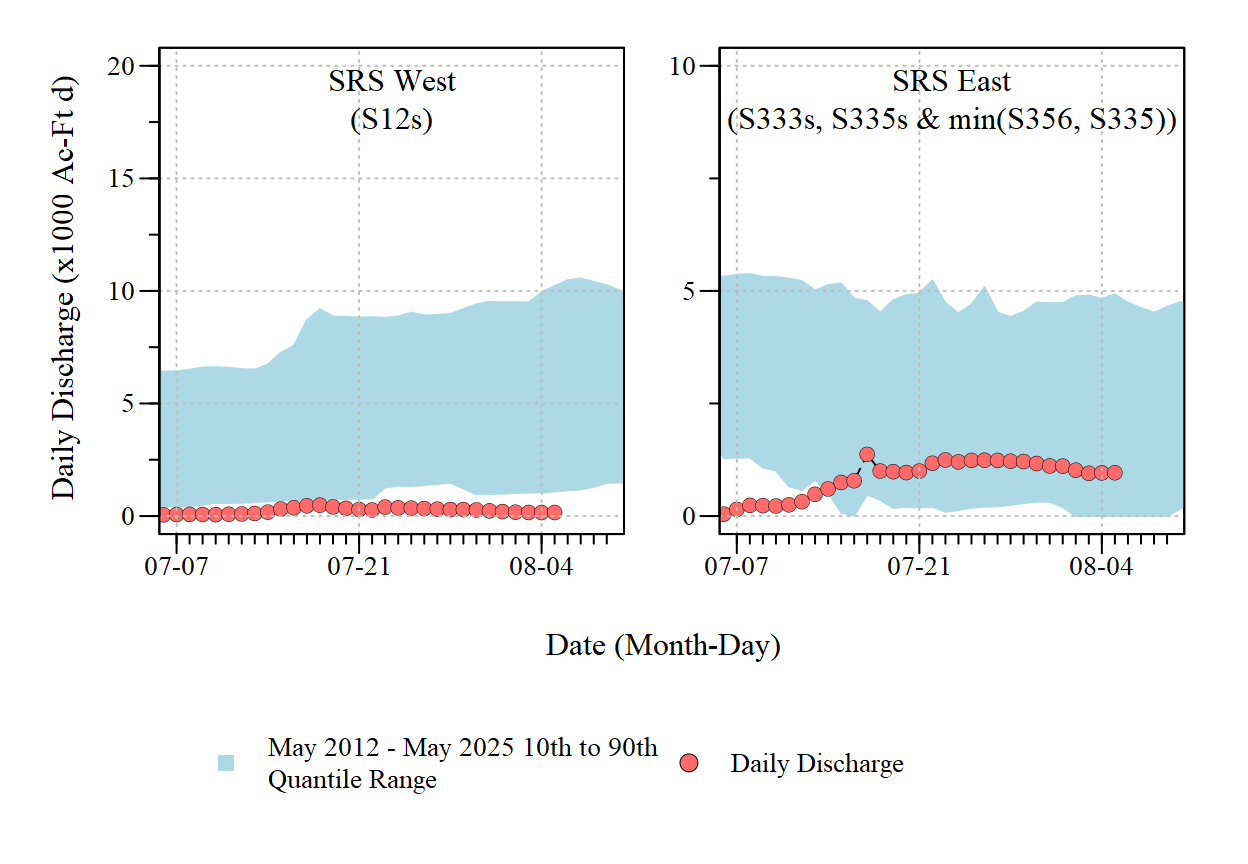 SRS West
(S12s)
SRS East
(S333s, S335s & min(S356, S335))
Daily Discharge (x1000 Ac-Ft d)
20
15
10
5
0
10
5
0
07-07
07-21
08-04
07-07
07-21
08-04
Date (Month-Day)
May 2012 - May 2025 10th to 90th
Quantile Range
Daily Discharge